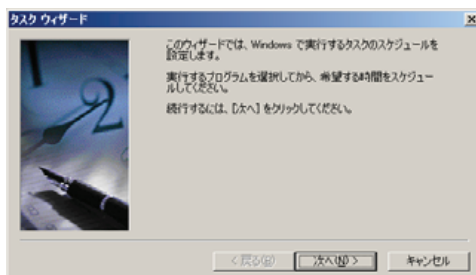 タスク ウィザード
このウィザードでは、Windows で実行するタスクのスケジュールを
設定します。
実行するプログラムを選択してから、希望する時間をスケジュー
ルしてください。
続行するには、[次へ] をクリックしてください。
< 戻る(B)
次へ(N) >
キャンセル